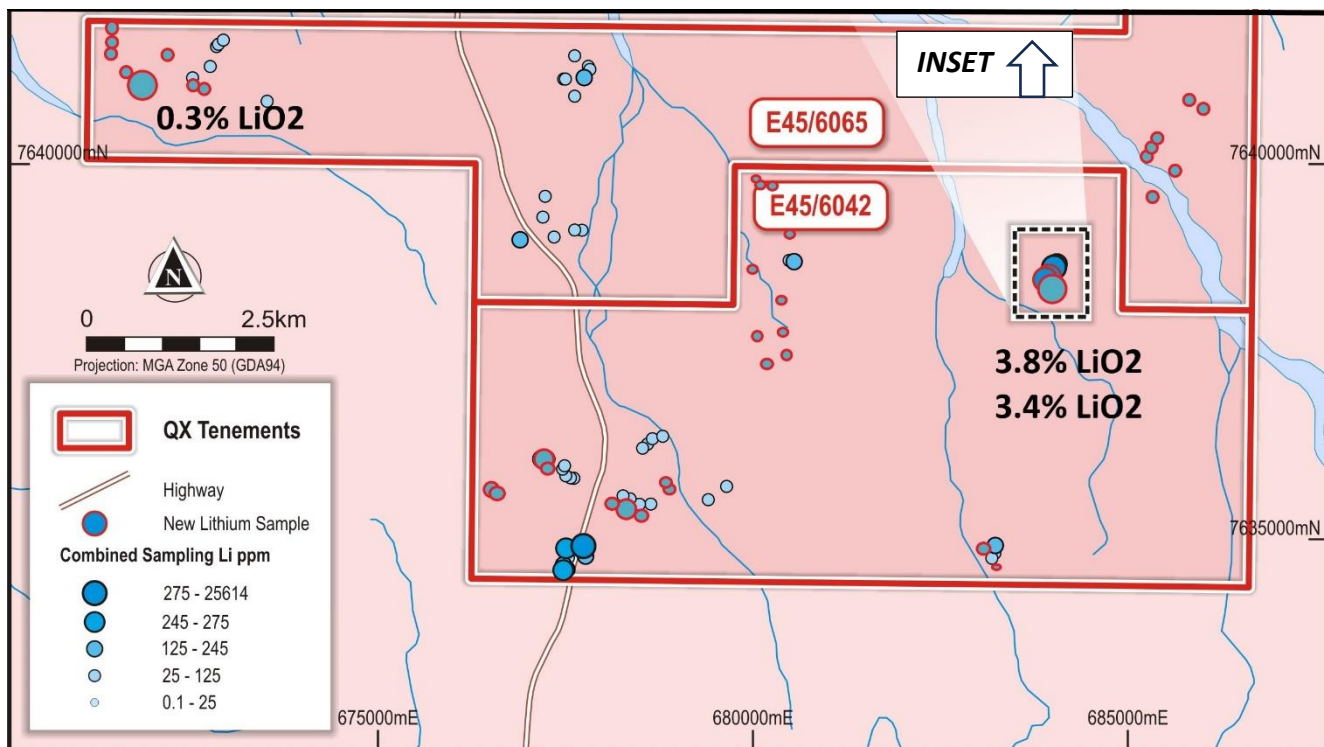 INSET
0.3% LiO2
E45/6065
7640000mN
7640000mN
E45/6042
N
0 2.5km
Projection: MGA Zone 50 (GDA94)
3.8% LiO2
3.4% LiO2
QX Tenements
Highway
New Lithium Sample
Combined Sampling Li ppm
275 - 25614
245 - 275
125 - 245
25 - 125
0.1 - 25
7635000mN
675000mE
680000mE
685000mE